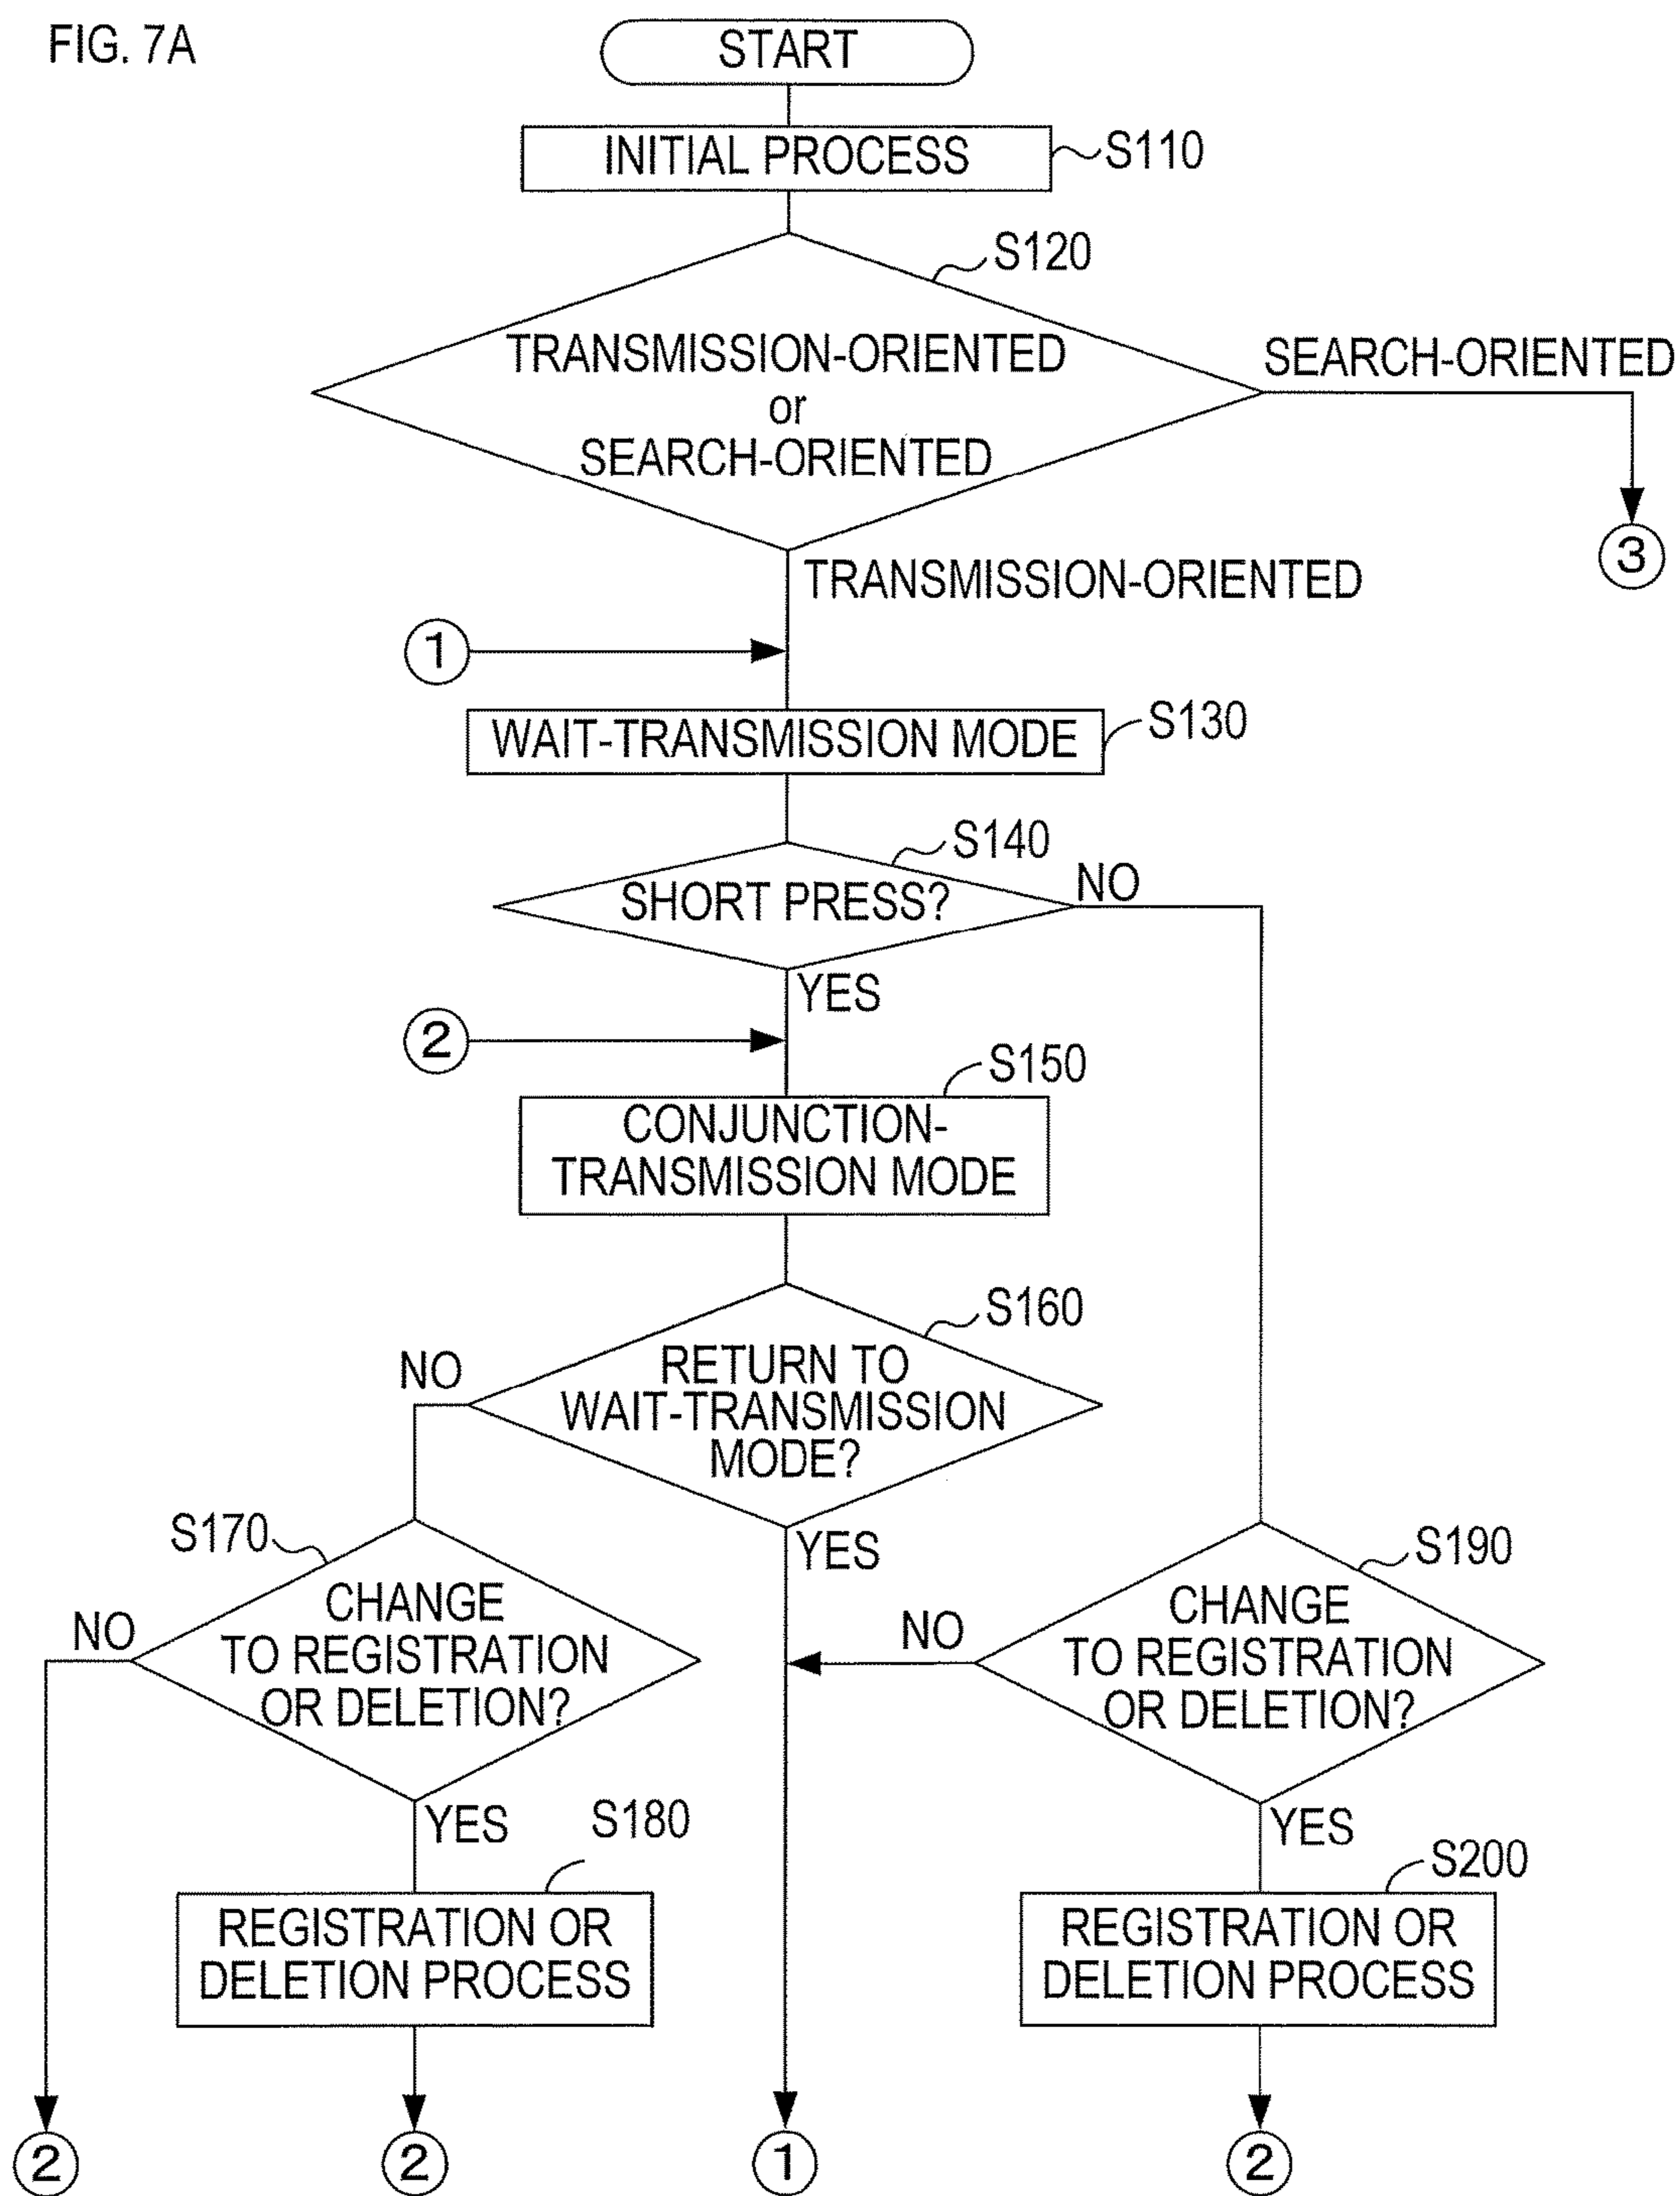 FIG. 7A
START
INITIAL PROCESS
S110
S120
TRANSMISSION-ORIENTED
or
SEARCH-ORIENTED
SEARCH-ORIENTED
3
TRANSMISSION-ORIENTED
1
WAIT-TRANSMISSION MODE
S130
S140
SHORT PRESS?
NO
YES
2
S150
CONJUNCTION-
TRANSMISSION MODE
S160
RETURN TO
WAIT-TRANSMISSION
MODE?
NO
YES
S170
CHANGE
TO REGISTRATION
OR DELETION?
NO
YES
S190
CHANGE
TO REGISTRATION
OR DELETION?
NO
YES
S180
REGISTRATION OR
DELETION PROCESS
S200
REGISTRATION OR
DELETION PROCESS
2
2
1
2